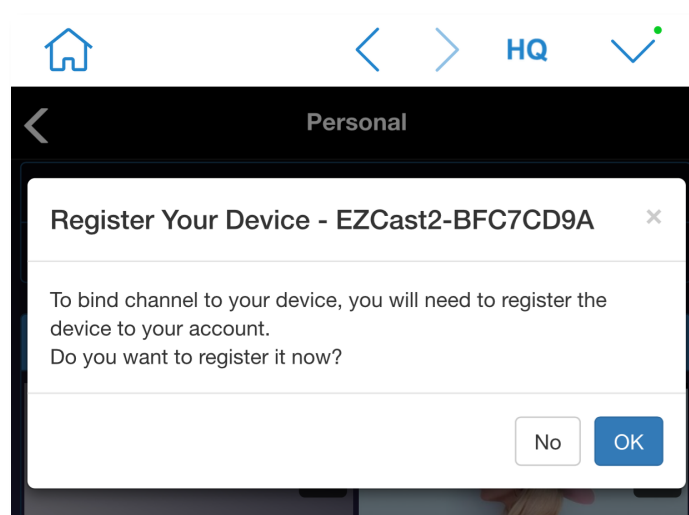 HQ
Personal
Register Your Device - EZCast2-BFC7CD9A ×
To bind channel to your device, you will need to register the
device to your account.
Do you want to register it now?
No OK